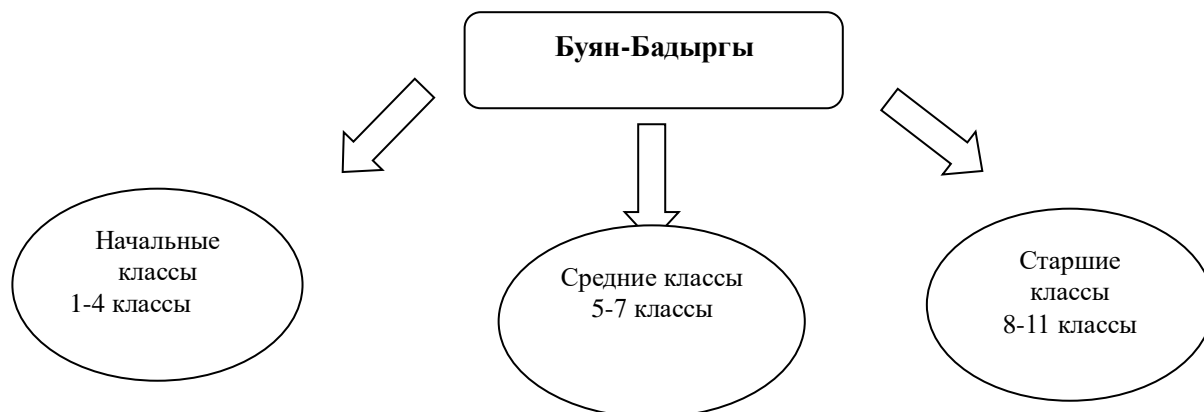 Буян-Бадыргы
Начальные
классы
1-4 классы
Средние классы
5-7 классы
Старшие
классы
8-11 классы